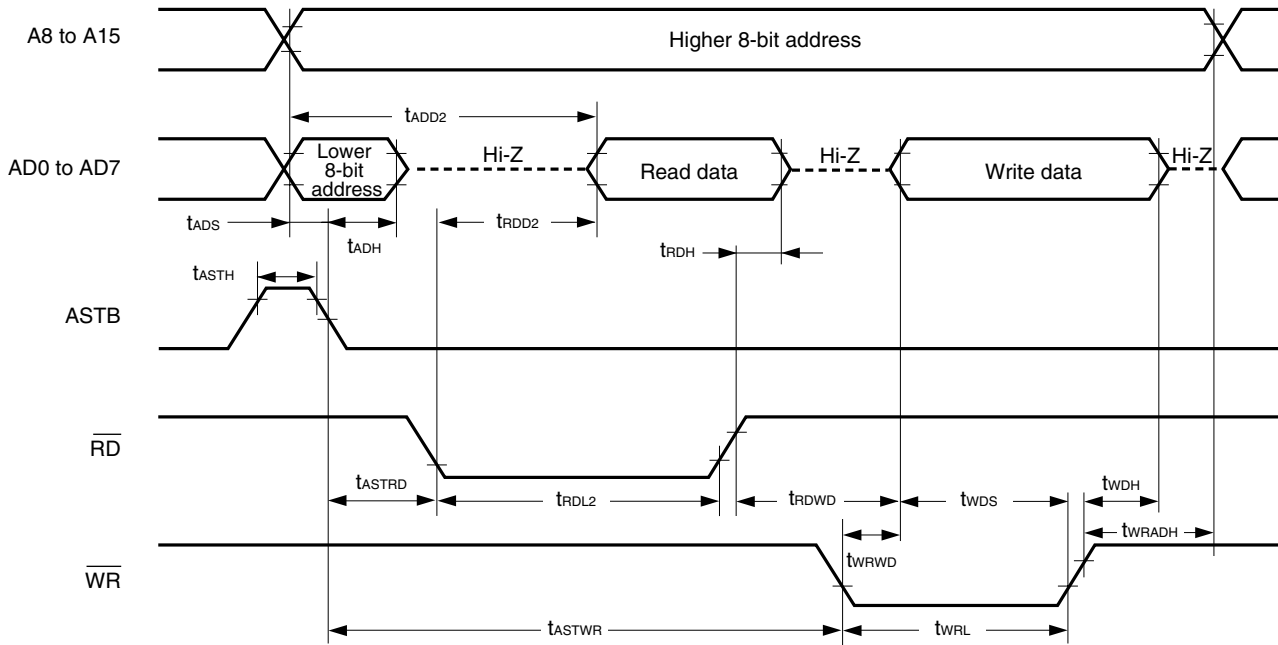 A8 to A15
Higher 8-bit address
tADD2
AD0 to AD7
Lower
8-bit
address
Hi-Z
Read data
Hi-Z
Write data
Hi-Z
tADS
tADH
tRDD2
tRDH
tASTH
ASTB
RD
tASTRD
tRDL2
tRDWD
tWDS
tWDH
tWRADH
tWRWD
WR
tASTWR
tWRL